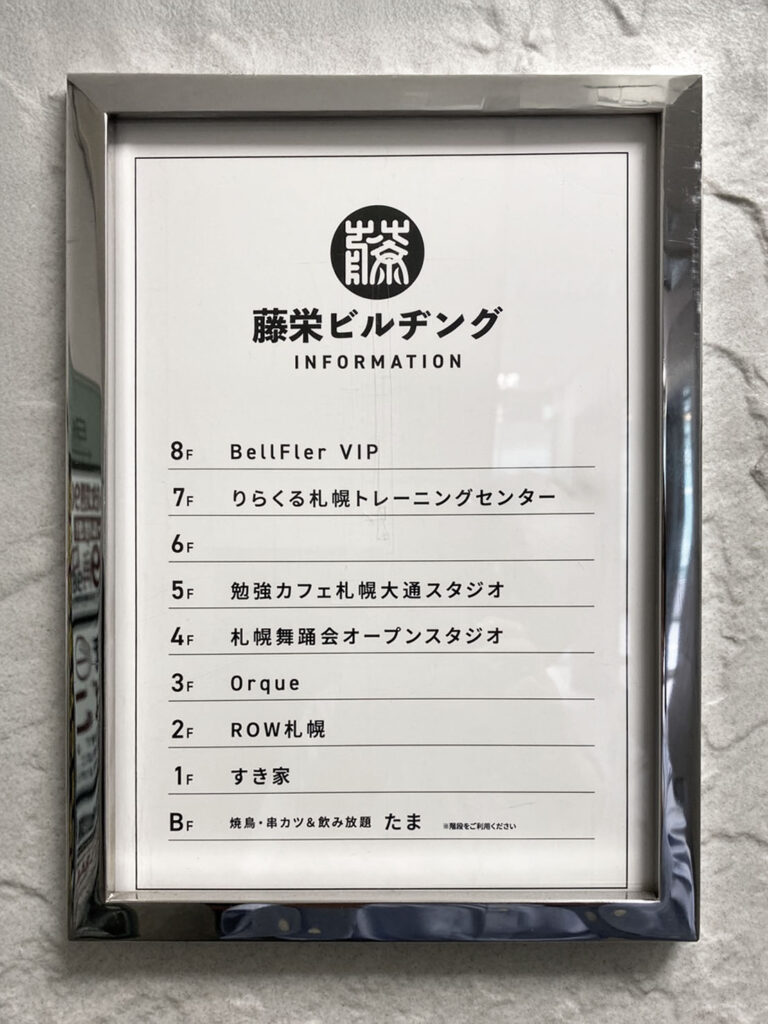 藤
藤栄ビルヂング
INFORMATION
8F BellFler VIP
7F りらくる札幌トレーニングセンター
6F
5F 勉強カフェ札幌大通スタジオ
4F 札幌舞踊会オープンスタジオ
3F Orque
2F ROW札幌
1F すき家
BF 焼鳥・串カツ&飲み放題 たま ※階段をご利用ください